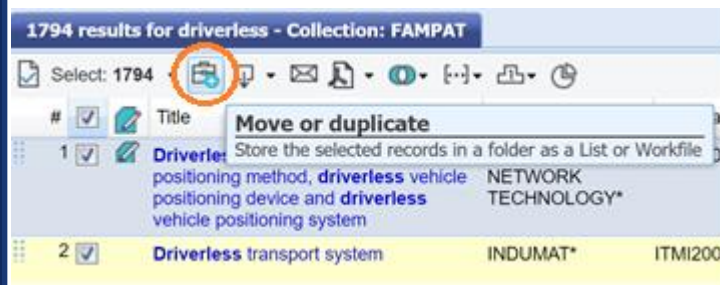 1794 results for driverless - Collection: FAMPAT
Select: 1794
# Title
Move or duplicate
Store the selected records in a folder as a List or Workfile
1 Driverless
positioning method, driverless vehicle NETWORK
positioning device and driverless TECHNOLOGY*
vehicle positioning system
2 Driverless transport system INDUMAT* ITMI200